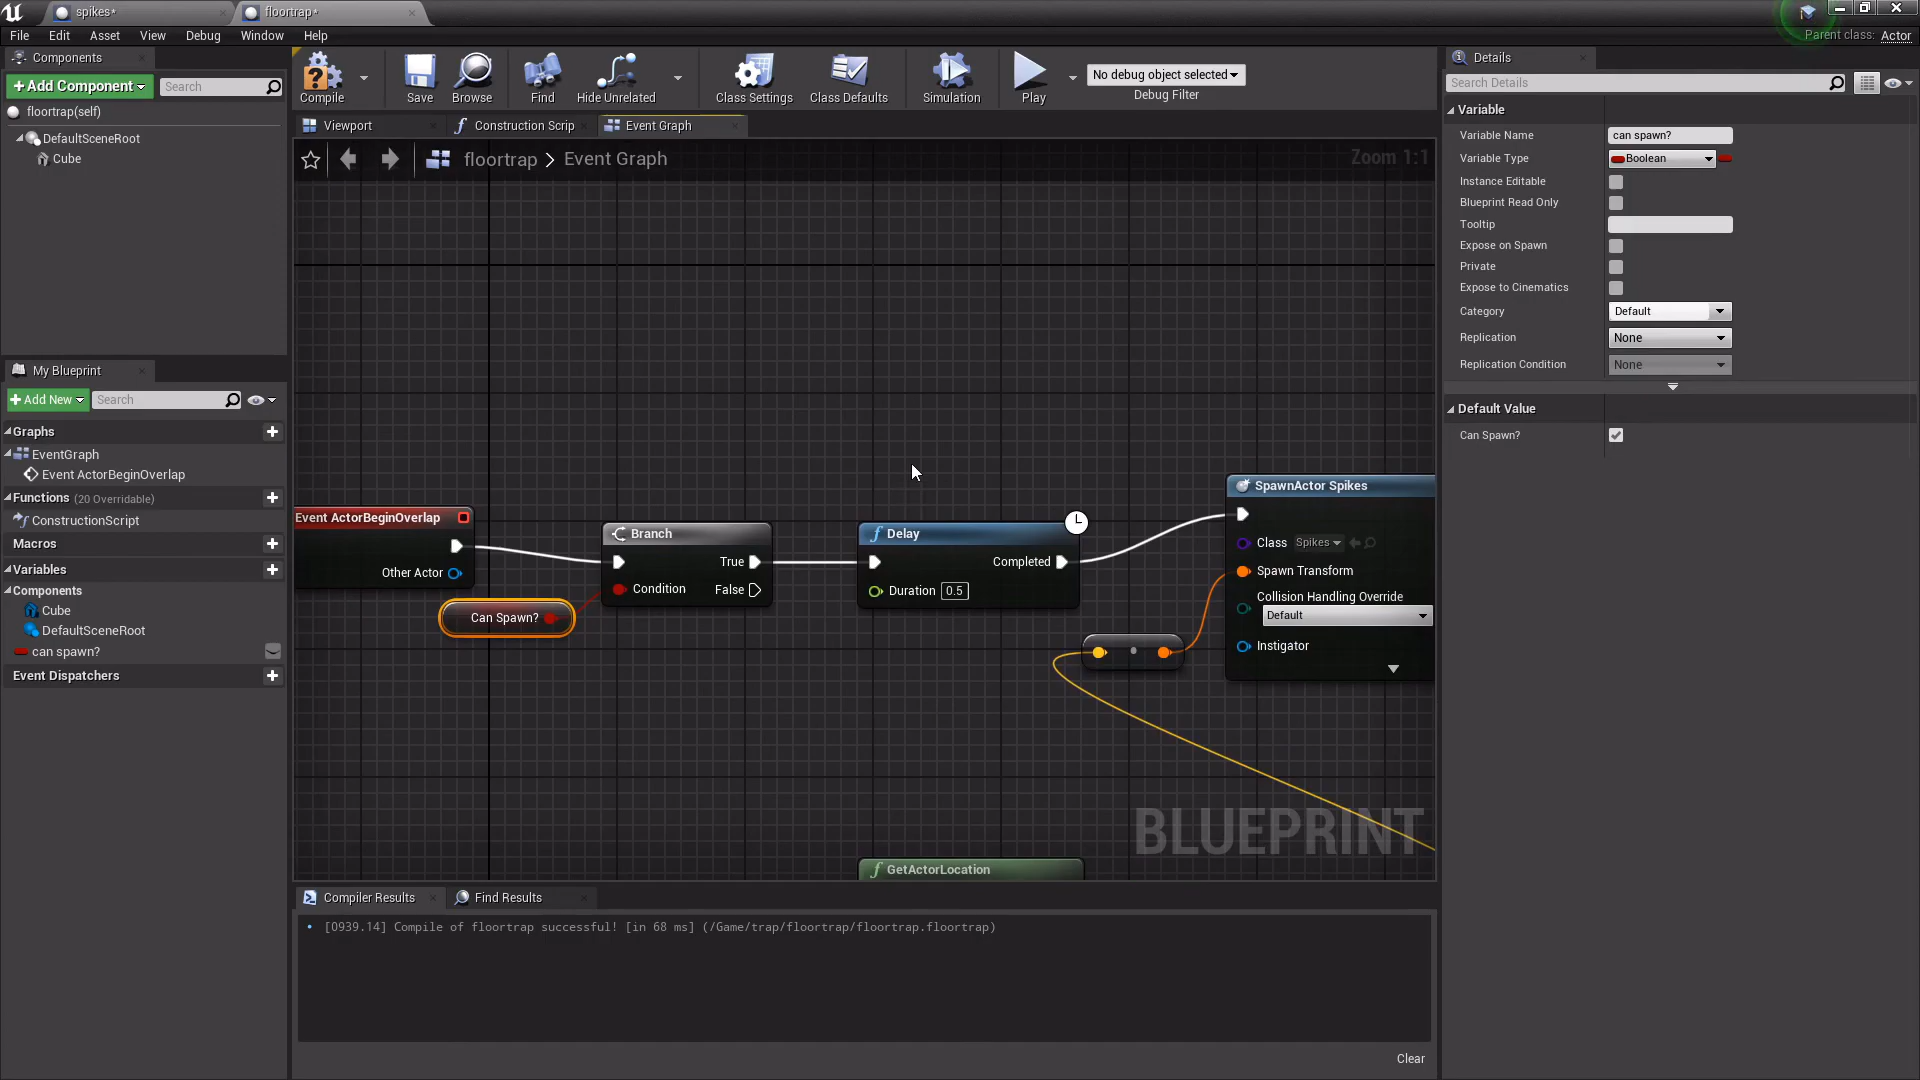 spikes*
floortrap*
File Edit Asset View Debug Window Help
Parent class: Actor
Components
+Add Component
Search
floortrap(self)
DefaultSceneRoot
Cube
Compile
Save
Browse
Find
Hide Unrelated
Class Settings
Class Defaults
Simulation
Play
No debug object selected
Debug Filter
Viewport
Construction Scrip
Event Graph
floortrap > Event Graph
Zoom 1:1
My Blueprint
+Add New
Search
Graphs
EventGraph
Event ActorBeginOverlap
Functions (20 Overridable)
ConstructionScript
Macros
Variables
Components
Cube
DefaultSceneRoot
can spawn?
Event Dispatchers
Event ActorBeginOverlap
Other Actor
Can Spawn?
Branch
True
Condition
False
Delay
Completed
Duration 0.5
SpawnActor Spikes
Class Spikes
Spawn Transform
Collision Handling Override
Default
Instigator
GetActorLocation
BLUEPRINT
Compiler Results
Find Results
[0939.14] Compile of floortrap successful! [in 68 ms] (/Game/trap/floortrap/floortrap.floortrap)
Clear
Details
Search Details
Variable
Variable Name can spawn?
Variable Type Boolean
Instance Editable
Blueprint Read Only
Tooltip
Expose on Spawn
Private
Expose to Cinematics
Category Default
Replication None
Replication Condition None
Default Value
Can Spawn?